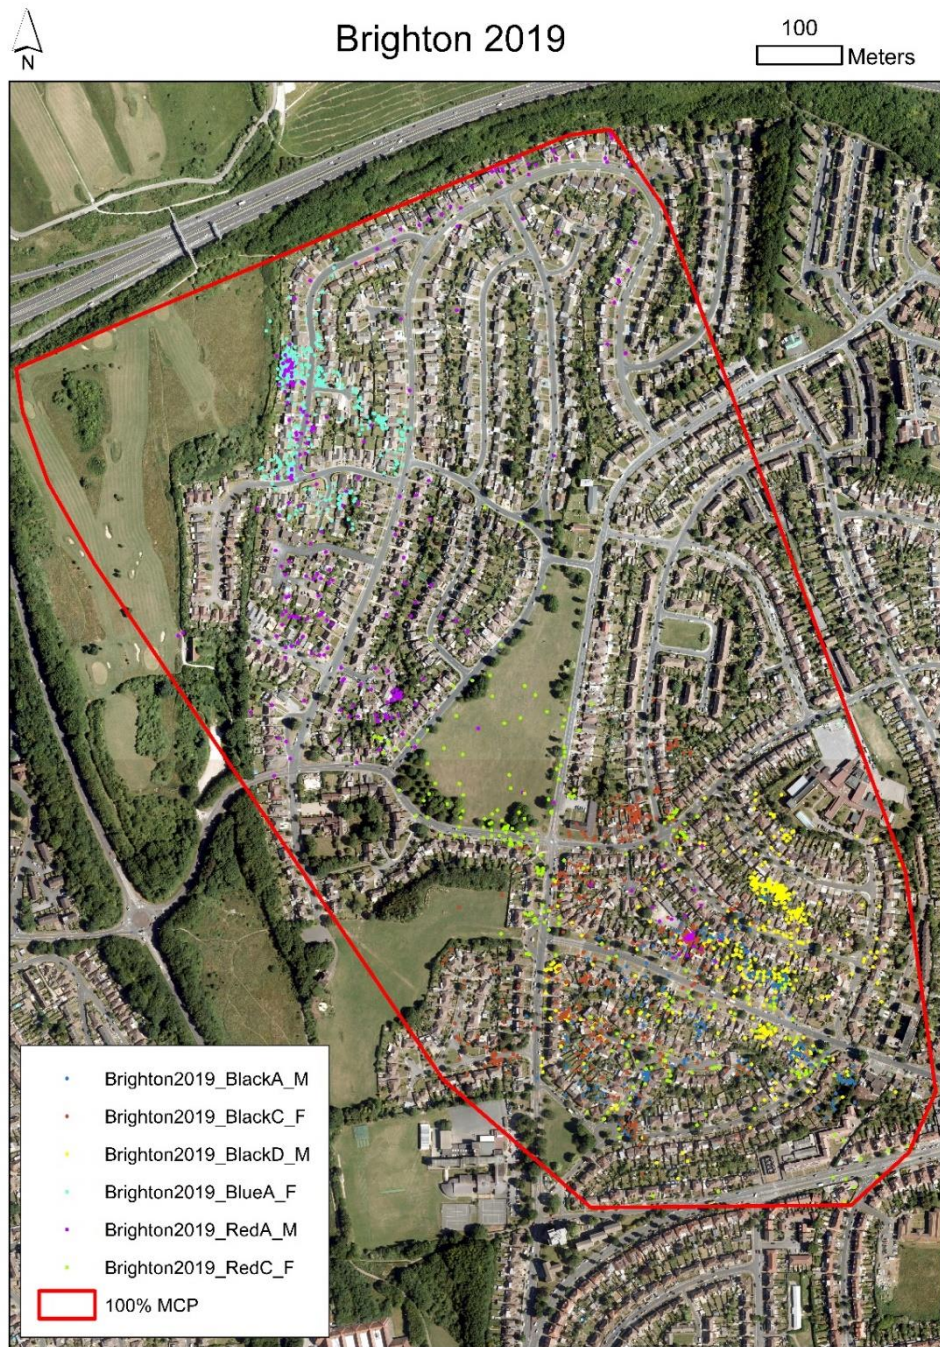 Brighton 2019
100
Meters
N
Brighton2019_BlackA_M
Brighton2019_BlackC_F
Brighton2019_BlackD_M
Brighton2019_BlueA_F
Brighton2019_RedA_M
Brighton2019_RedC_F
100% MCP